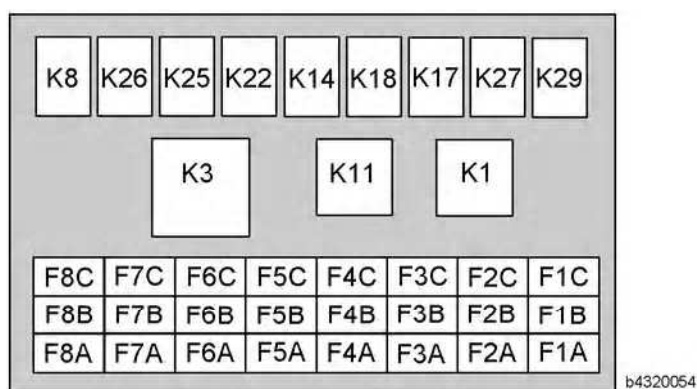 K8 K26 K25 K22 K14 K18 K17 K27 K29
K3 K11 K1
F8C F7C F6C F5C F4C F3C F2C F1C
F8B F7B F6B F5B F4B F3B F2B F1B
F8A F7A F6A F5A F4A F3A F2A F1A
b4320054